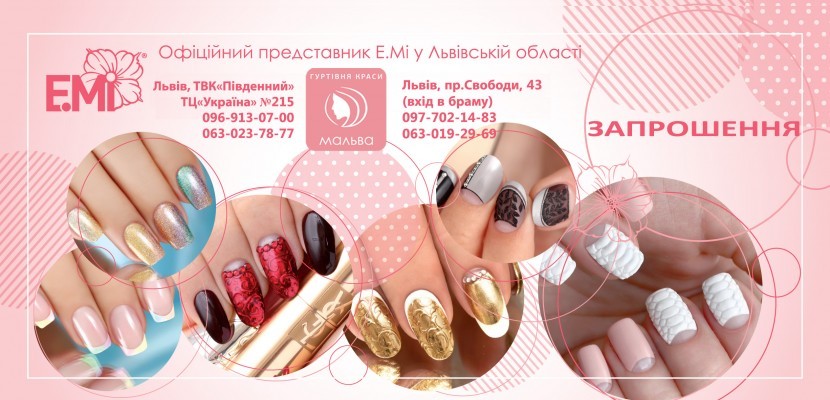 E.Mi®
Офіційний представник Е.Мі у Львівській області
Львів, ТВК«Південний»
ТЦ«Україна» №215
096-913-07-00
063-023-78-77
ГУРТІВНЯ КРАСИ
МАЛЬВА
Львів, пр.Свободи, 43
(вхід в браму)
097-702-14-83
063-019-29-69
ЗАПРОШЕННЯ